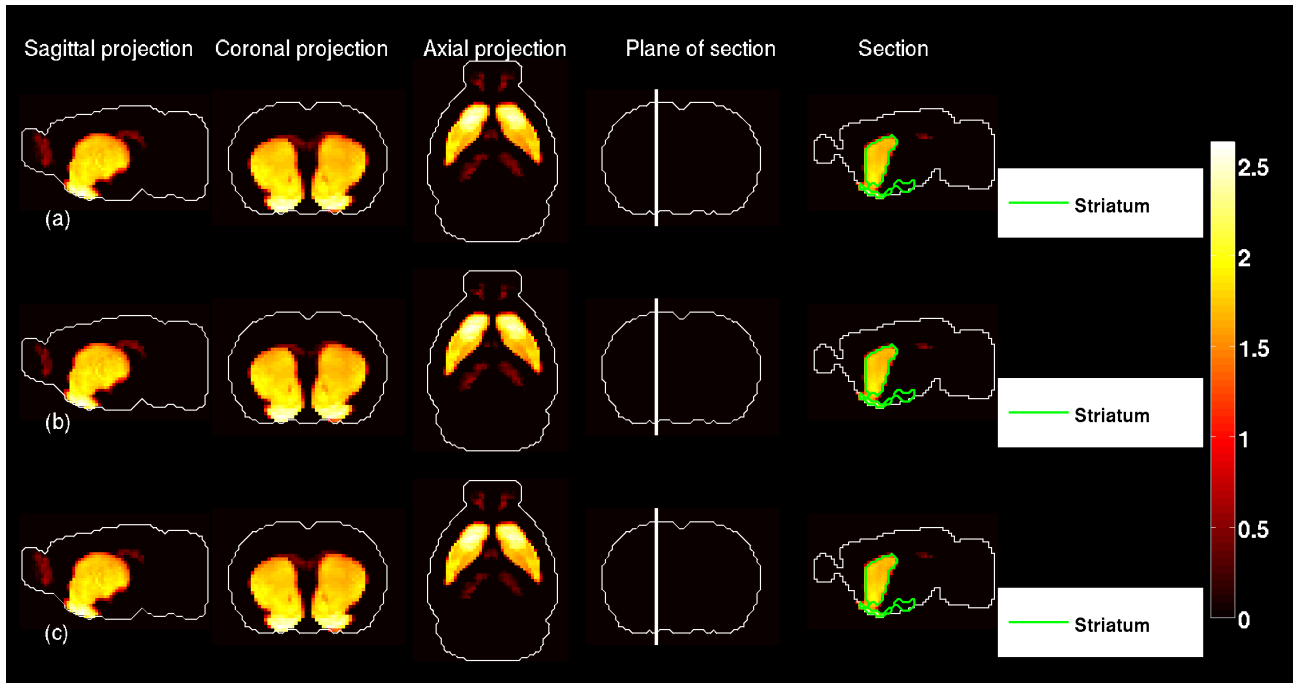 Sagittal projection Coronal projection Axial projection Plane of section Section
(a)
Striatum
(b)
Striatum
(c)
Striatum
2.5
2
1.5
1
0.5
0